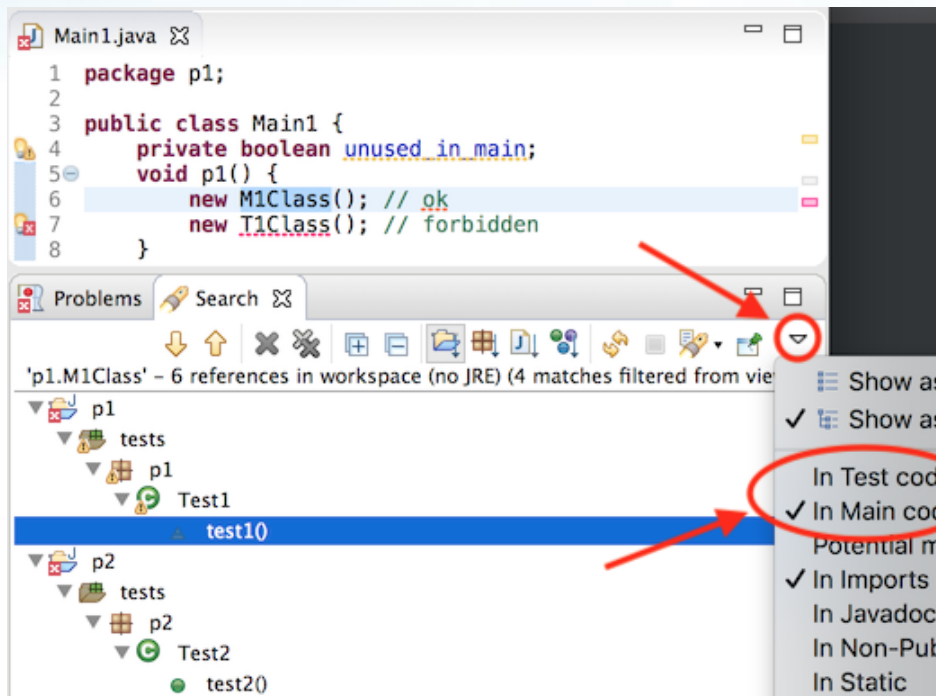 Main1.java
1 package p1;
2
3 public class Main1 {
4 private boolean unused_in_main;
5 void p1() {
6 new M1Class(); // ok
7 new T1Class(); // forbidden
8 }
Problems Search
'p1.M1Class' – 6 references in workspace (no JRE) (4 matches filtered from vie
p1
tests
p1
Test1
test1()
p2
tests
p2
Test2
test2()
Show as
Show as
In Test cod
In Main cod
Potential m
In Imports
In Javadoc
In Non-Pub
In Static